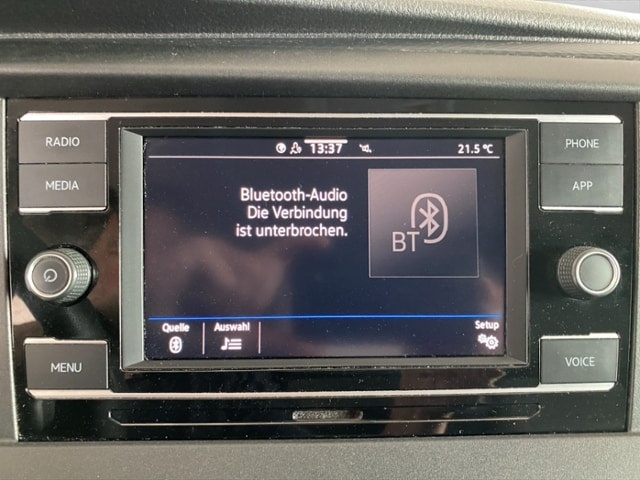 RADIO
MEDIA
MENU
PHONE
APP
VOICE
13:37
21.5 °C
Bluetooth-Audio
Die Verbindung
ist unterbrochen.
BT
Quelle
Auswahl
Setup